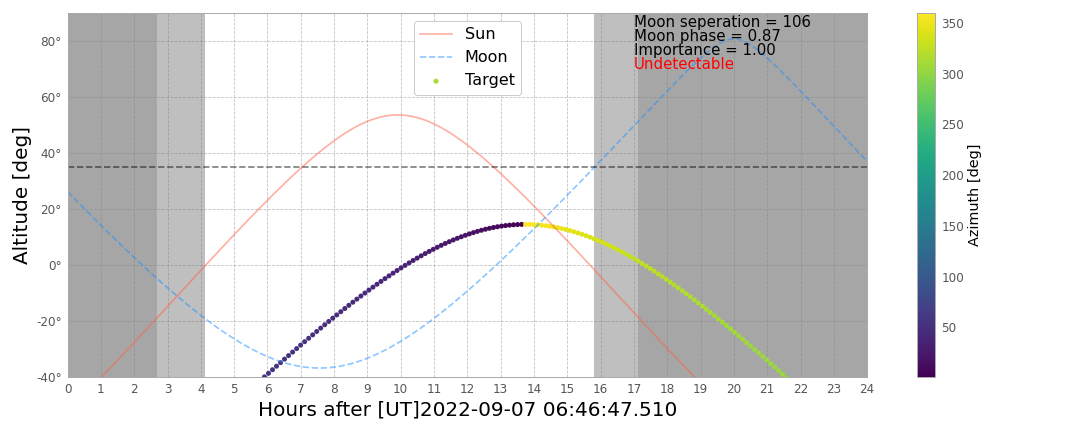 Moon seperation = 106
Moon phase = 0.87
Importance = 1.00
Undetectable
Sun
Moon
Target
Altitude [deg]
80°
60°
40°
20°
0°
-20°
-40°
0 1 2 3 4 5 6 7 8 9 10 11 12 13 14 15 16 17 18 19 20 21 22 23 24
Hours after [UT]2022-09-07 06:46:47.510
350
300
250
200
150
100
50
Azimuth [deg]